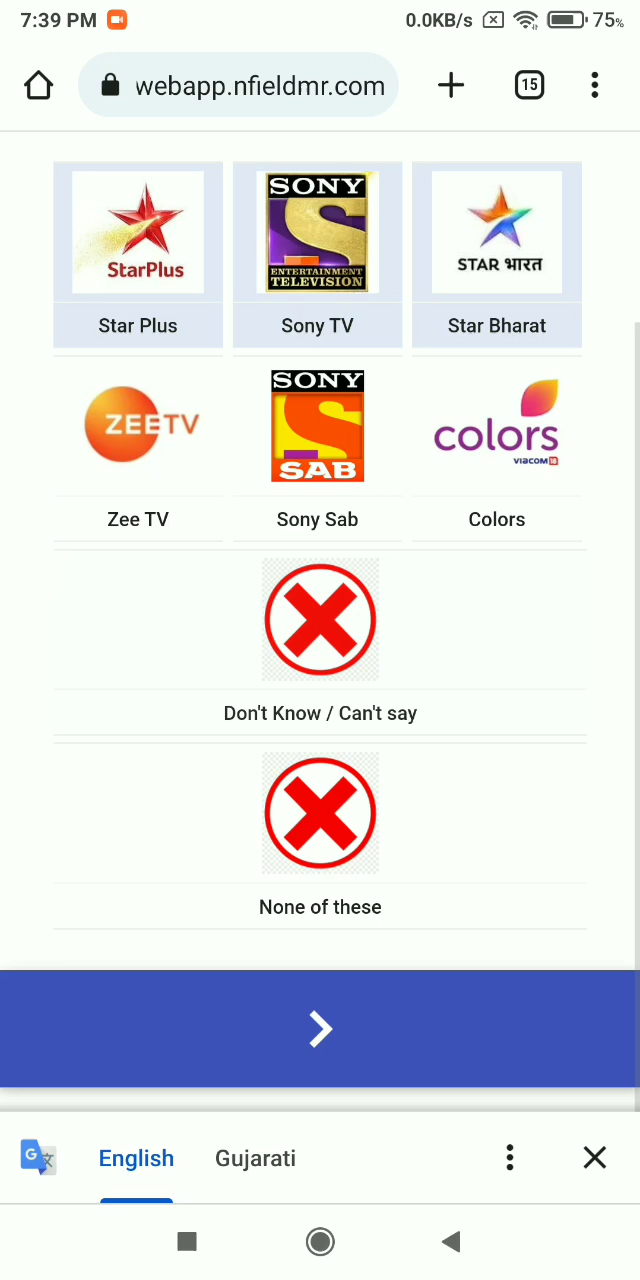 7:39 PM 0.0KB/s 75%
webapp.nfieldmr.com 15
StarPlus
SONY
ENTERTAINMENT
TELEVISION
STAR भारत
Star Plus Sony TV Star Bharat
ZEETV
SONY
SAB
colors
VIACOM18
Zee TV Sony Sab Colors
Don't Know / Can't say
None of these
G 文 English Gujarati